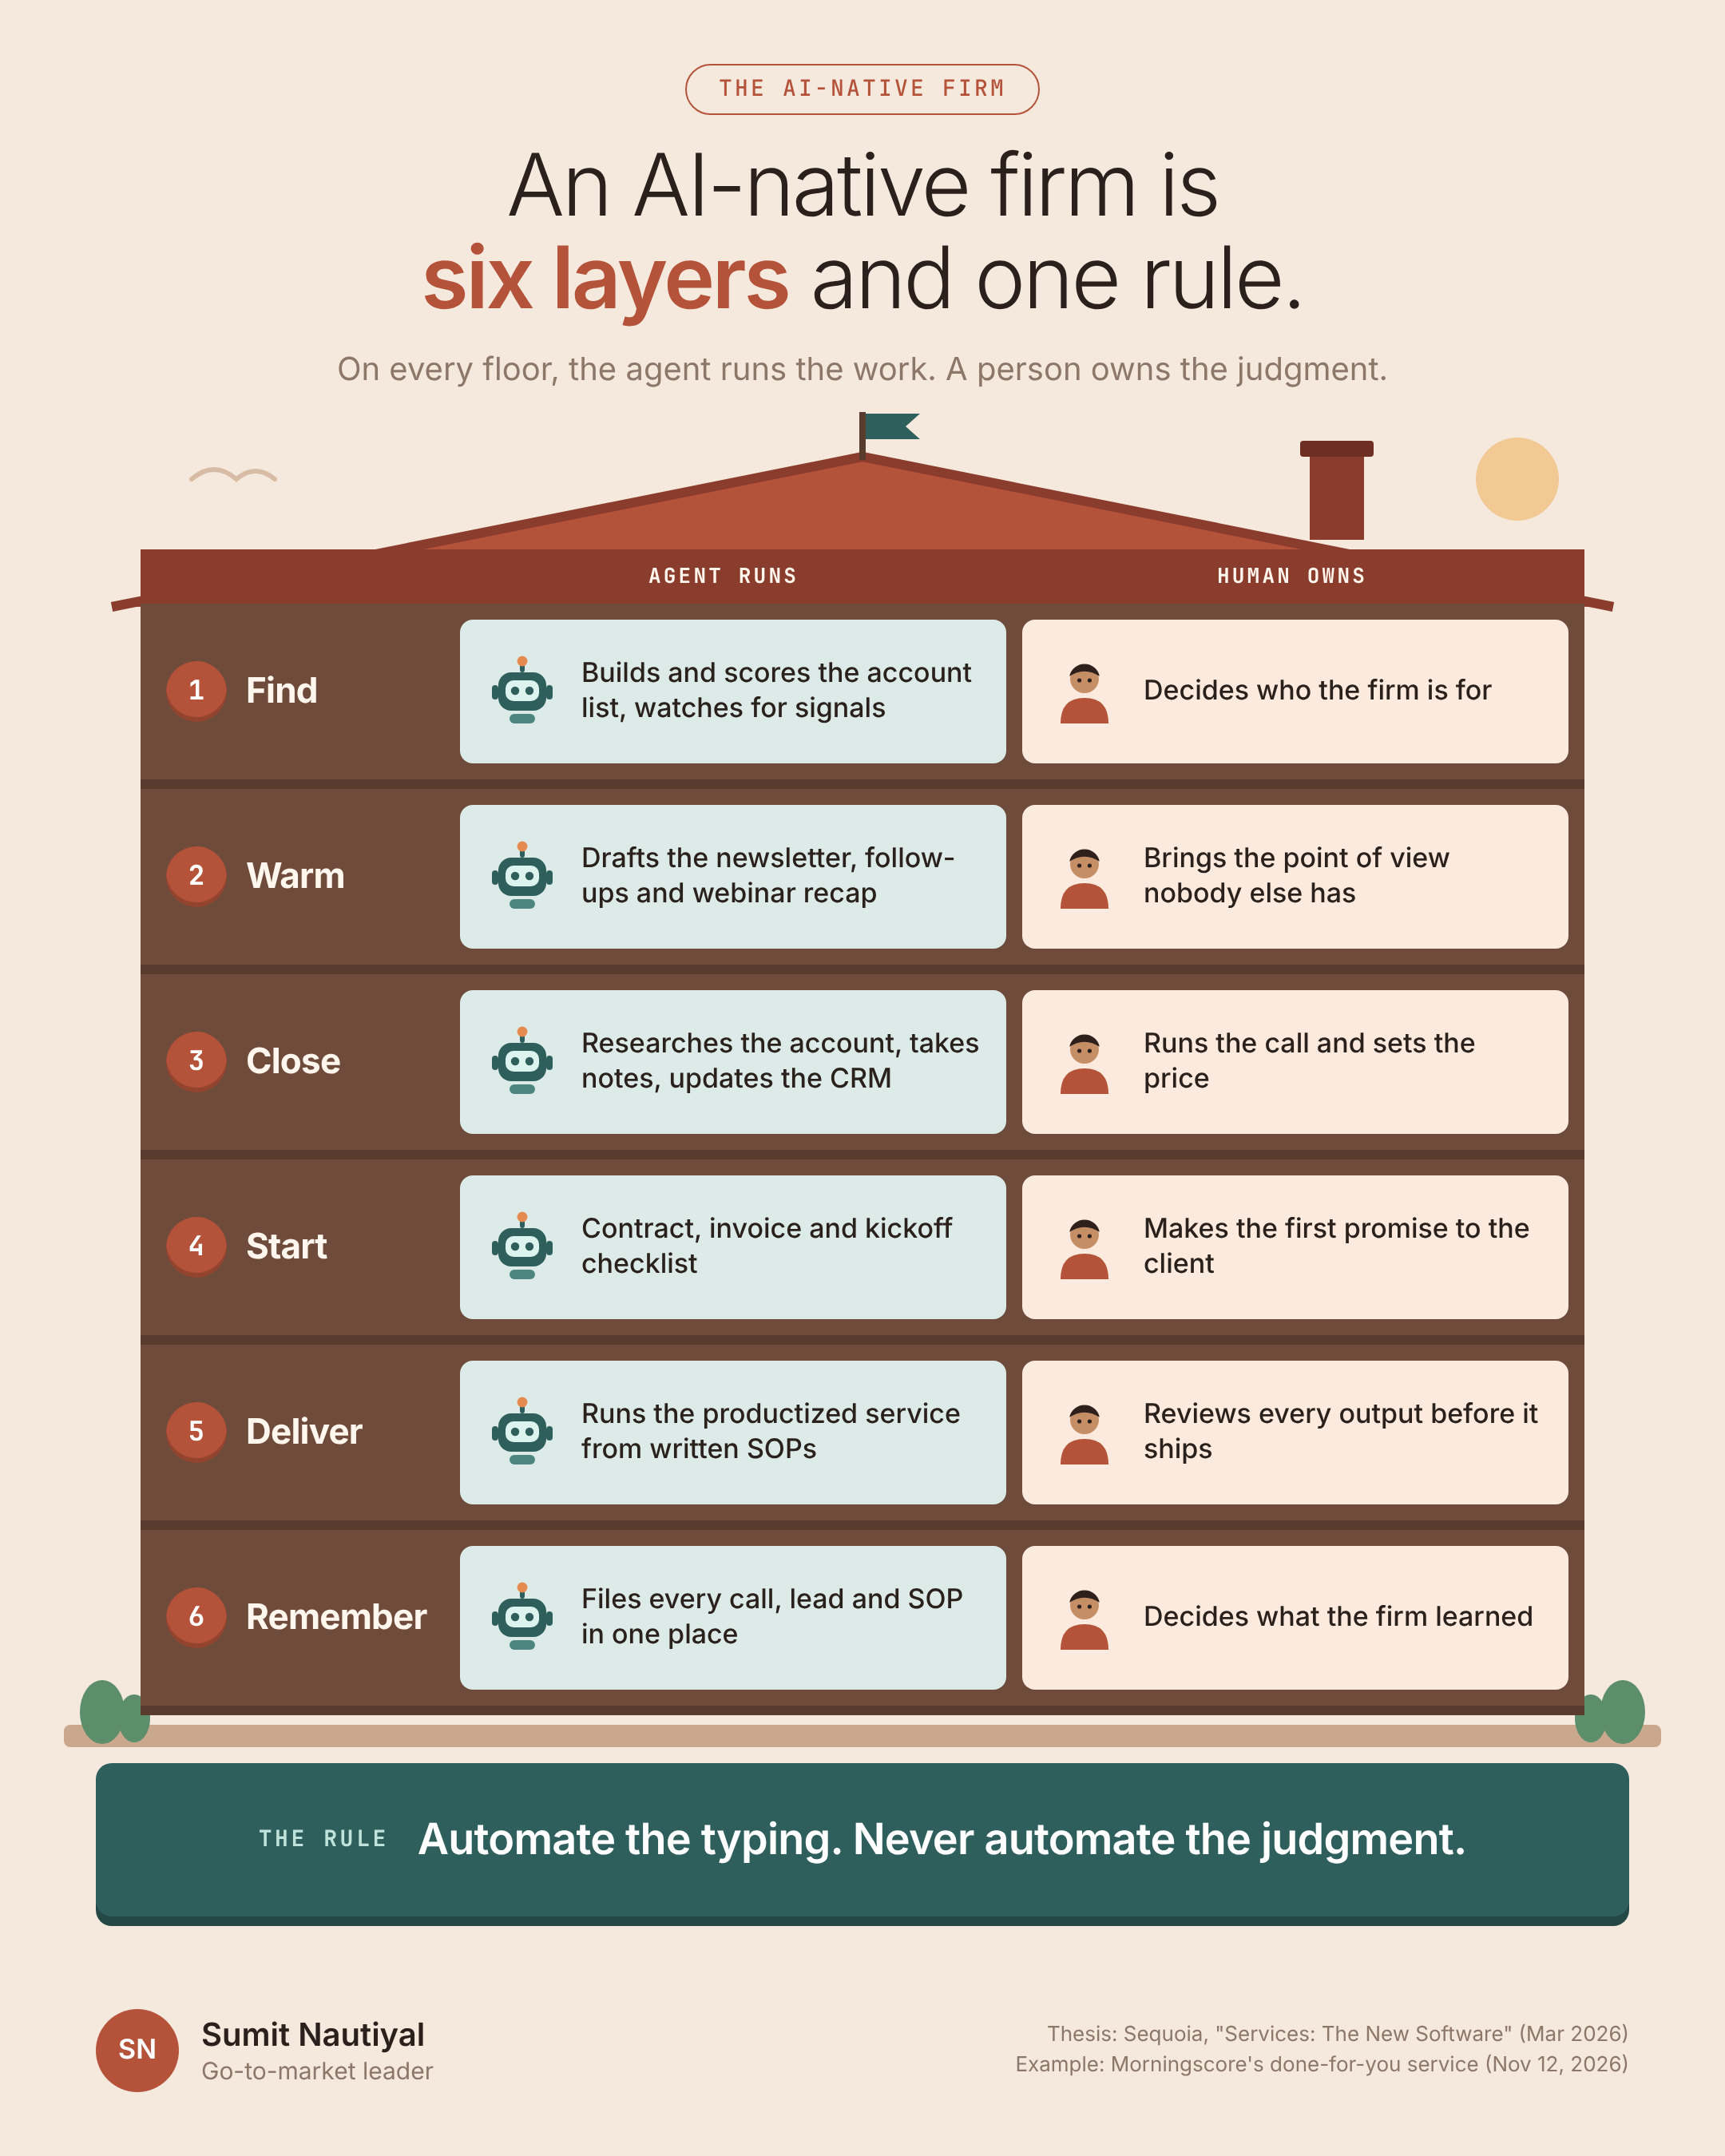 THE AI-NATIVE FIRM
An AI-native firm is
six layers and one rule.
On every floor, the agent runs the work. A person owns the judgment.
AGENT RUNS
HUMAN OWNS
1
Find
Builds and scores the account
list, watches for signals
Decides who the firm is for
2
Warm
Drafts the newsletter, follow-
ups and webinar recap
Brings the point of view
nobody else has
3
Close
Researches the account, takes
notes, updates the CRM
Runs the call and sets the
price
4
Start
Contract, invoice and kickoff
checklist
Makes the first promise to the
client
5
Deliver
Runs the productized service
from written SOPs
Reviews every output before it
ships
6
Remember
Files every call, lead and SOP
in one place
Decides what the firm learned
THE RULE
Automate the typing. Never automate the judgment.
SN
Sumit Nautiyal
Go-to-market leader
Thesis: Sequoia, "Services: The New Software" (Mar 2026)
Example: Morningscore's done-for-you service (Nov 12, 2026)